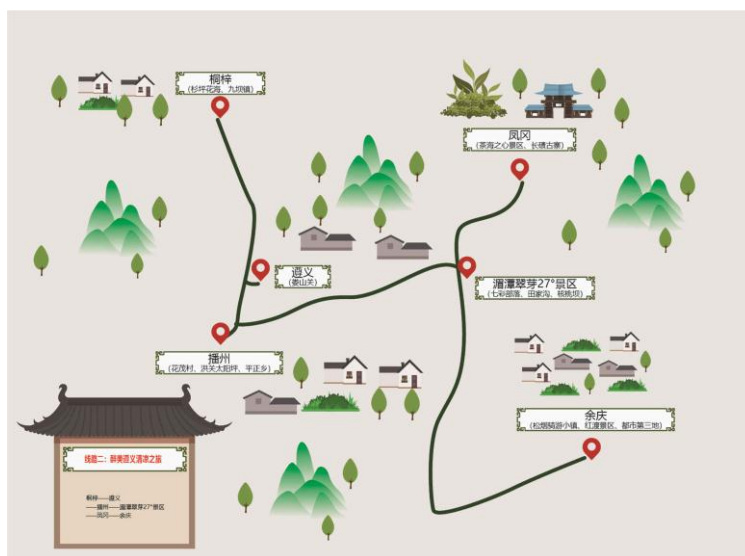 桐梓
（杉坪花海、九坝镇）
凤冈
（茶海之心景区、长碛古寨）
遵义
（娄山关）
湄潭翠芽27°景区
（七彩部落、田家沟、核桃坝）
播州
（花茂村、洪关太阳坪、平正乡）
余庆
（松烟骑游小镇、红渡景区、都市第三地）
线路二：醉美遵义清凉之旅
桐梓——遵义
——播州——湄潭翠芽27°景区
——凤冈——余庆